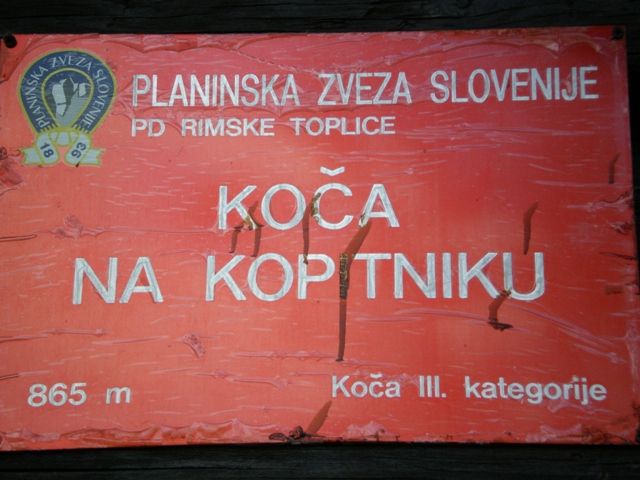 PLANINSKA ZVEZA SLOVENIJE
18 93
PLANINSKA ZVEZA SLOVENIJE
PD RIMSKE TOPLICE
KOČA
NA KOPITNIKU
865 m
Koča III. kategorije